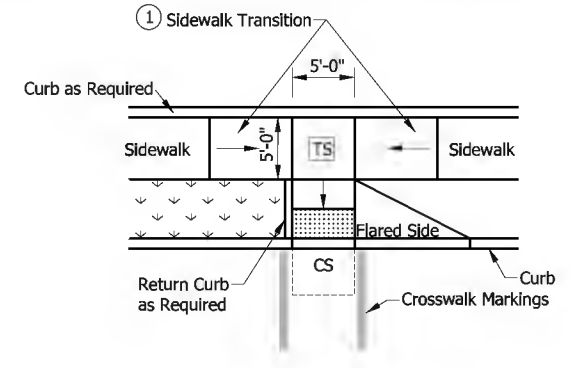 1 Sidewalk Transition
5'-0"
Curb as Required
Sidewalk
5'-0"
TS
Sidewalk
Flared Side
CS
Return Curb
as Required
Curb
Crosswalk Markings